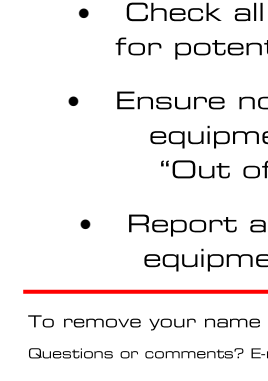 • Check all
for potent
• Ensure no
equipme
“Out of
• Report a
equipme
To remove your name
Questions or comments? E-